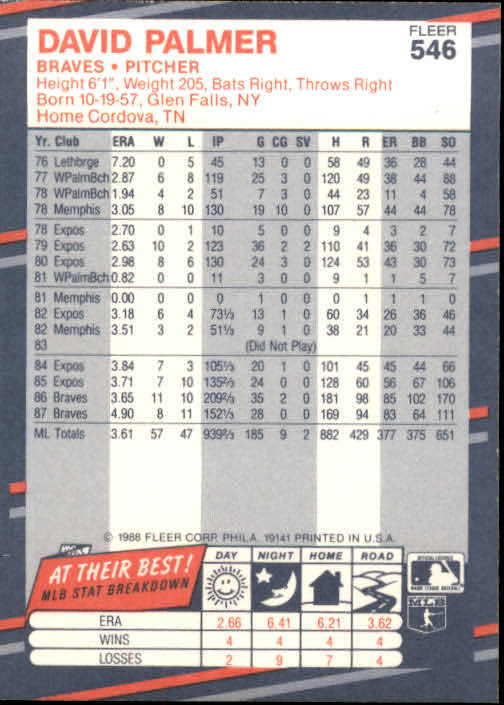 DAVID PALMER
FLEER
546
BRAVES • PITCHER
Height 6'1", Weight 205, Bats Right, Throws Right
Born 10-19-57, Glen Falls, NY
Home Cordova, TN
Yr. Club ERA W L IP G CG SV H R ER BB SO
76 Lethbrge 7.20 0 5 45 13 0 0 58 49 36 28 44
77 WPalmBch 2.87 6 8 119 25 3 0 120 49 38 44 88
78 WPalmBch 1.94 4 2 51 7 3 0 44 23 11 4 58
78 Memphis 3.05 8 10 130 19 10 0 107 57 44 44 78
78 Expos 2.70 0 1 10 5 0 0 9 4 3 2 7
79 Expos 2.63 10 2 123 36 2 2 110 41 36 30 72
80 Expos 2.98 8 6 130 24 3 0 124 53 43 30 73
81 WPalmBch 0.82 0 0 11 3 0 0 9 1 1 5 7
81 Memphis 0.00 0 0 0 1 0 0 1 0 0 1 0
82 Expos 3.18 6 4 73⅓ 13 1 0 60 34 26 36 46
82 Memphis 3.51 3 2 51⅓ 9 1 0 38 21 20 33 44
83 (Did Not Play)
84 Expos 3.84 7 3 105⅓ 20 1 0 101 45 45 44 66
85 Expos 3.71 7 10 135⅔ 24 0 0 128 60 56 67 106
86 Braves 3.65 11 10 209⅔ 35 2 0 181 98 85 102 170
87 Braves 4.90 8 11 152⅓ 28 0 0 169 94 83 64 111
ML Totals 3.61 57 47 939⅔ 185 9 2 882 429 377 375 651
© 1988 FLEER CORP. PHILA. 19141 PRINTED IN U.S.A.
AT THEIR BEST!
MLB STAT BREAKDOWN
DAY NIGHT HOME ROAD
ERA 2.66 6.41 6.21 3.62
WINS 4 4 4 4
LOSSES 2 9 7 4
MAJOR LEAGUE BASEBALL
MLB